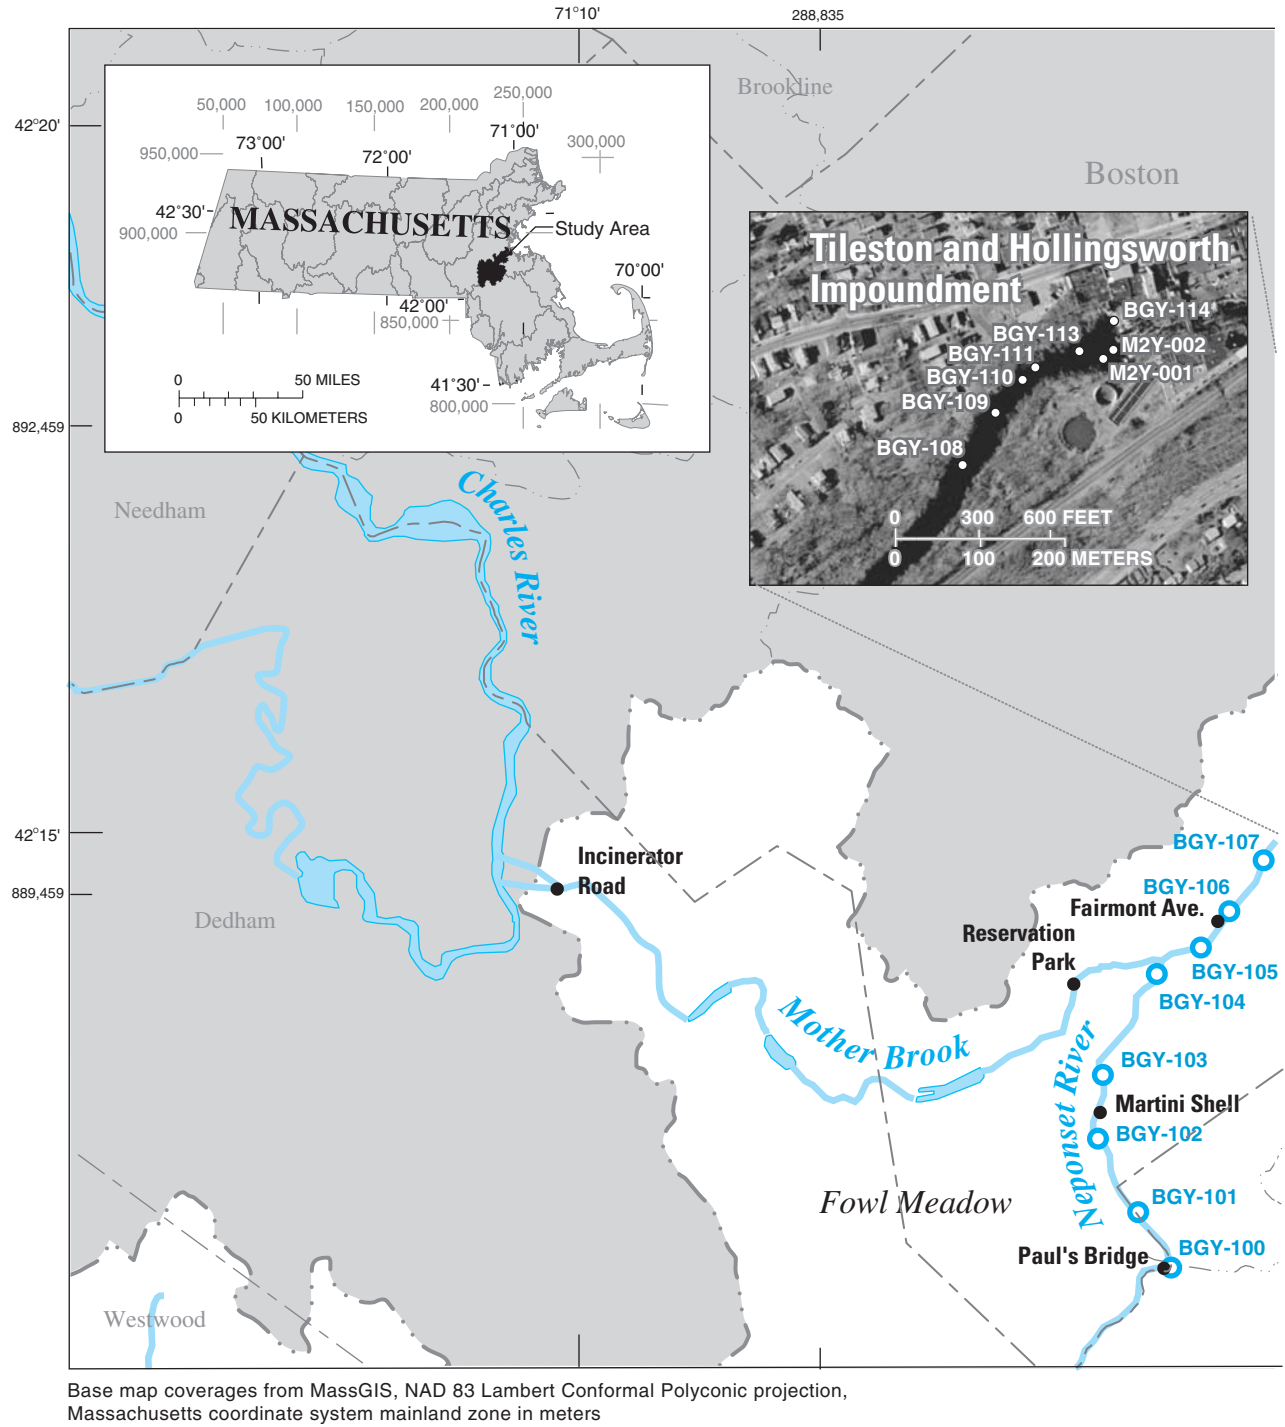 71°10'
288,835
Brookline
42°20'
Boston
50,000
100,000
150,000
200,000
250,000
73°00'
72°00'
71°00'
300,000
950,000
42°30'
MASSACHUSETTS
900,000
Study Area
70°00'
42°00'
850,000
41°30'
800,000
0
50 MILES
0
50 KILOMETERS
Tileston and Hollingsworth
Impoundment
BGY-114
BGY-113
M2Y-002
BGY-111
M2Y-001
BGY-110
BGY-109
BGY-108
0
300
600 FEET
0
100
200 METERS
892,459
Needham
Charles River
42°15'
889,459
Incinerator
Road
Dedham
BGY-107
BGY-106
Fairmont Ave.
Reservation
Park
BGY-105
BGY-104
Mother Brook
Neponset River
BGY-103
Martini Shell
BGY-102
Fowl Meadow
BGY-101
BGY-100
Paul's Bridge
Westwood
Base map coverages from MassGIS, NAD 83 Lambert Conformal Polyconic projection,
Massachusetts coordinate system mainland zone in meters